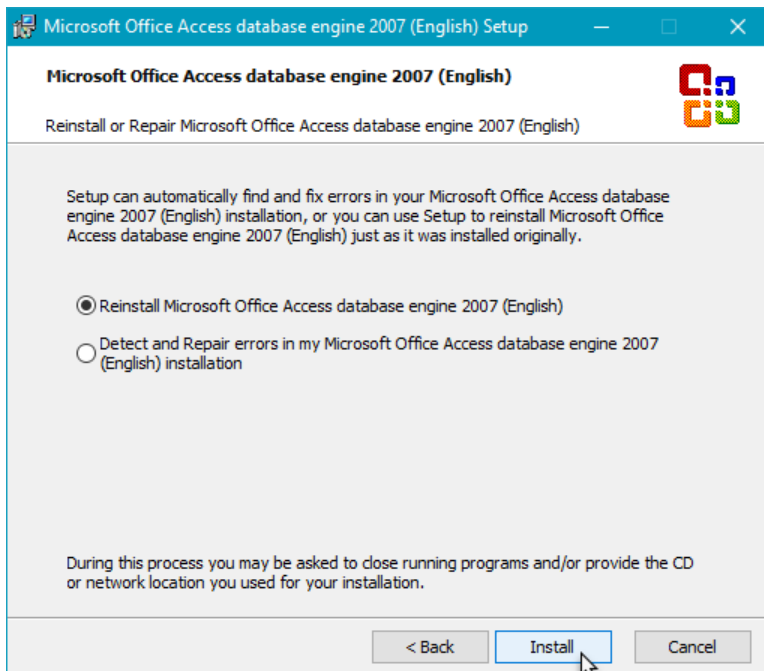 Microsoft Office Access database engine 2007 (English) Setup
Microsoft Office Access database engine 2007 (English)
Reinstall or Repair Microsoft Office Access database engine 2007 (English)
Setup can automatically find and fix errors in your Microsoft Office Access database
engine 2007 (English) installation, or you can use Setup to reinstall Microsoft Office
Access database engine 2007 (English) just as it was installed originally.
Reinstall Microsoft Office Access database engine 2007 (English)
Detect and Repair errors in my Microsoft Office Access database engine 2007
(English) installation
During this process you may be asked to close running programs and/or provide the CD
or network location you used for your installation.
< Back Install Cancel